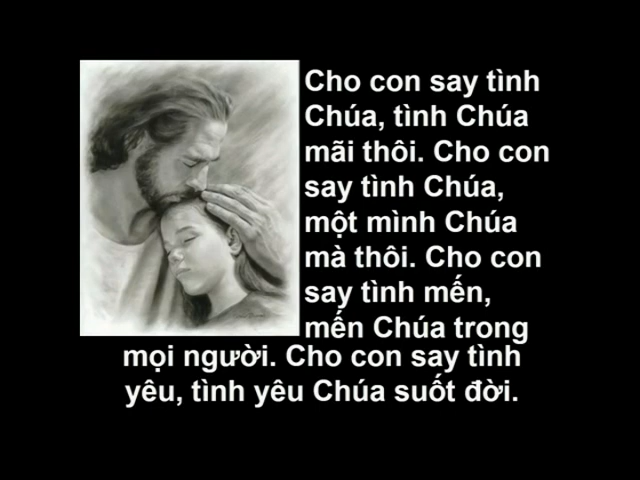 Cho con say tình
Chúa, tình Chúa
mãi thôi. Cho con
say tình Chúa,
một mình Chúa
mà thôi. Cho con
say tình mến,
mến Chúa trong
mọi người. Cho con say tình
yêu, tình yêu Chúa suốt đời.